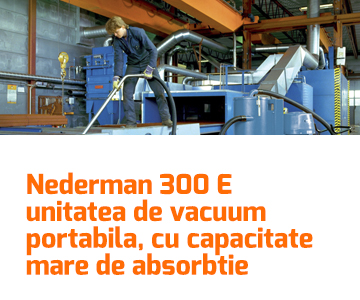 Nederman 300 E
unitatea de vacuum
portabila, cu capacitate
mare de absorbtie